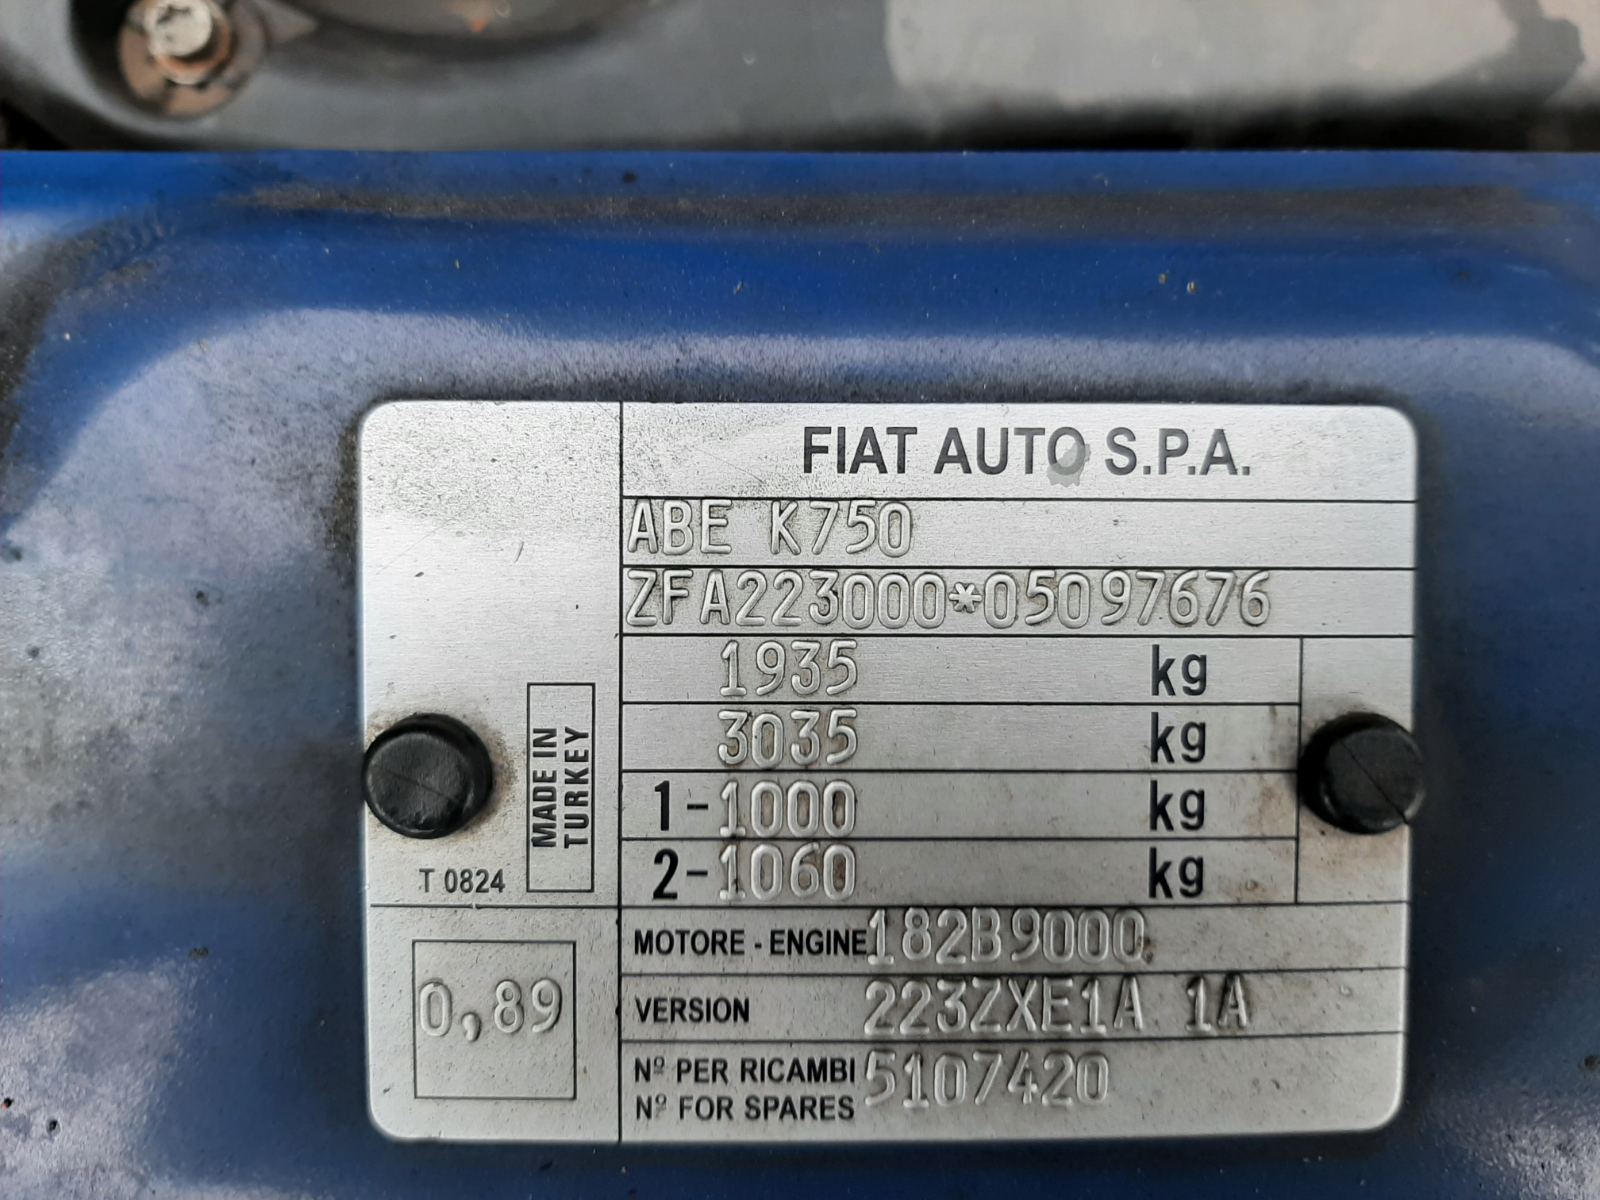 FIAT AUTO S.P.A.
ABE K750
ZFA223000*05097676
1935 kg
3035 kg
1-1000 kg
2-1060 kg
MADE IN
TURKEY
T 0824
0,89
MOTORE - ENGINE 182B9000
VERSION 223ZXE1A 1A
Nº PER RICAMBI 5107420
Nº FOR SPARES